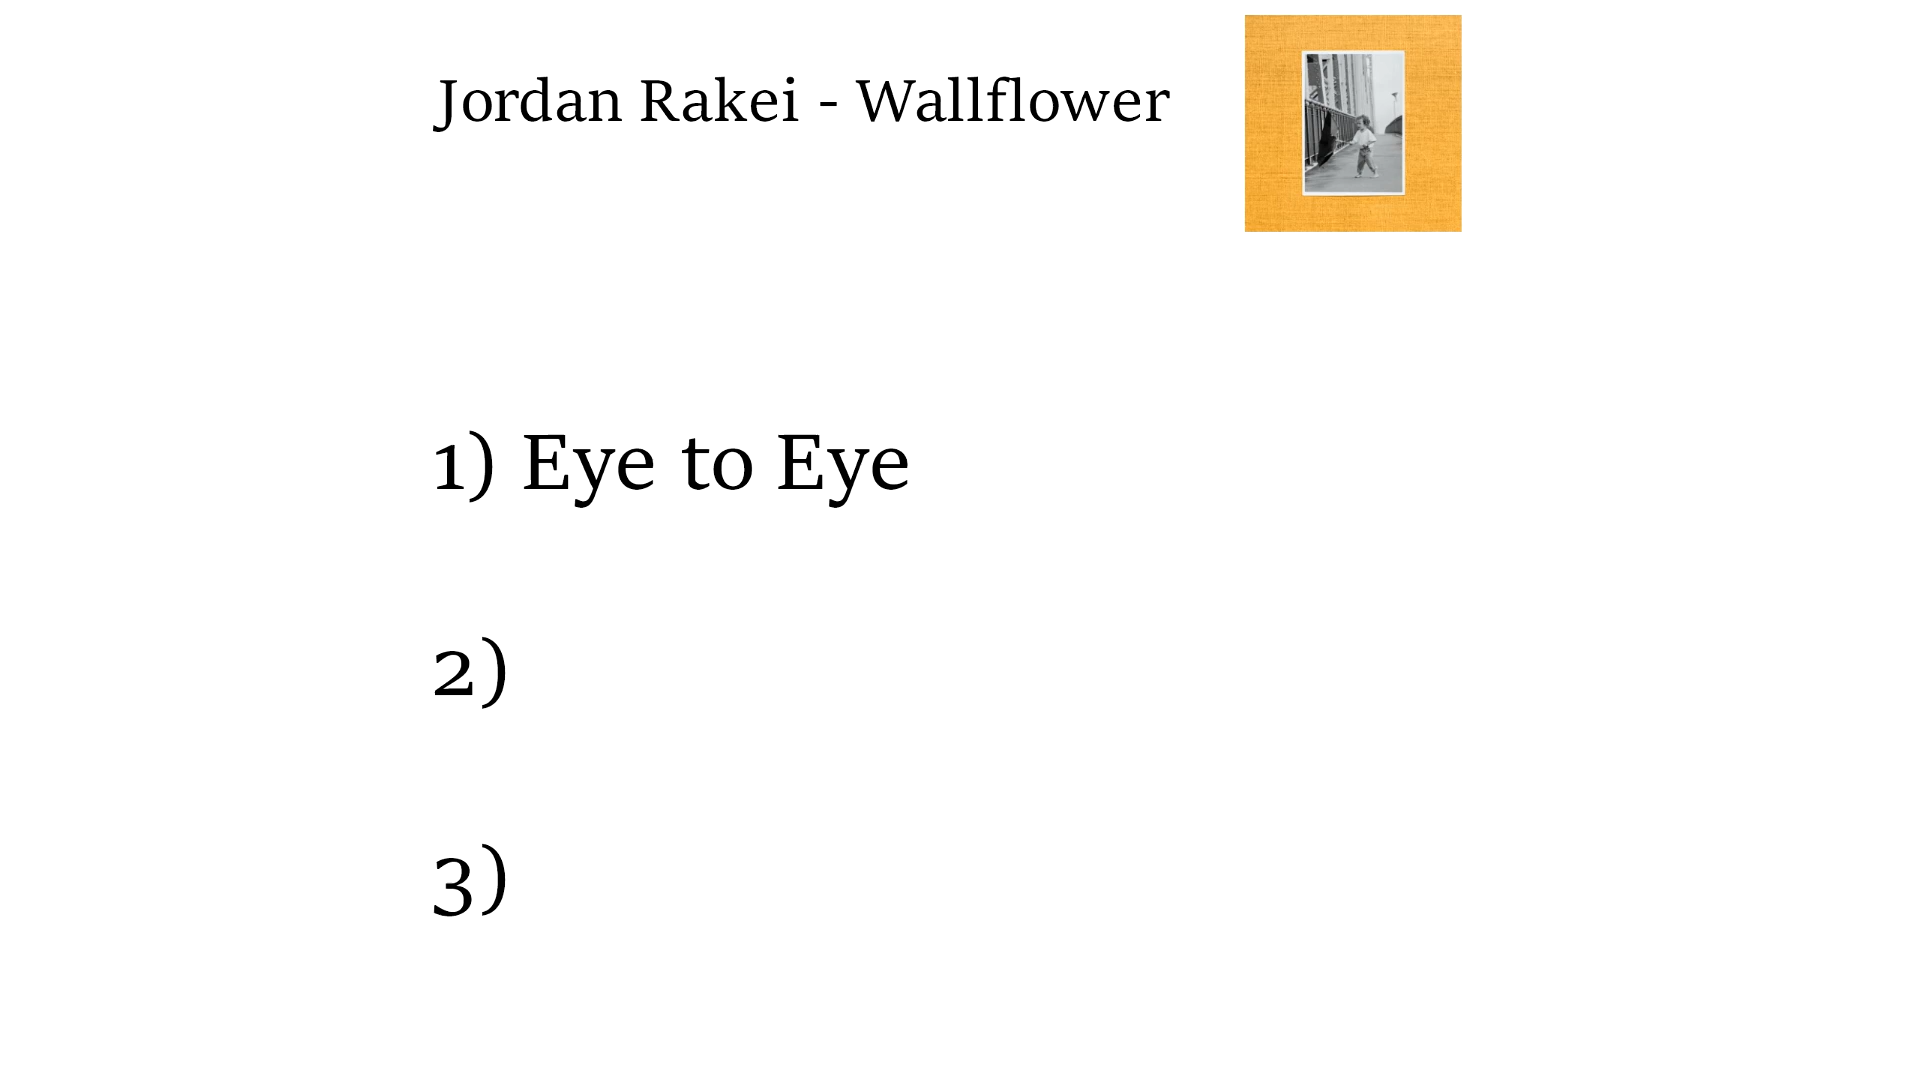 Jordan Rakei - Wallflower
1) Eye to Eye
2)
3)